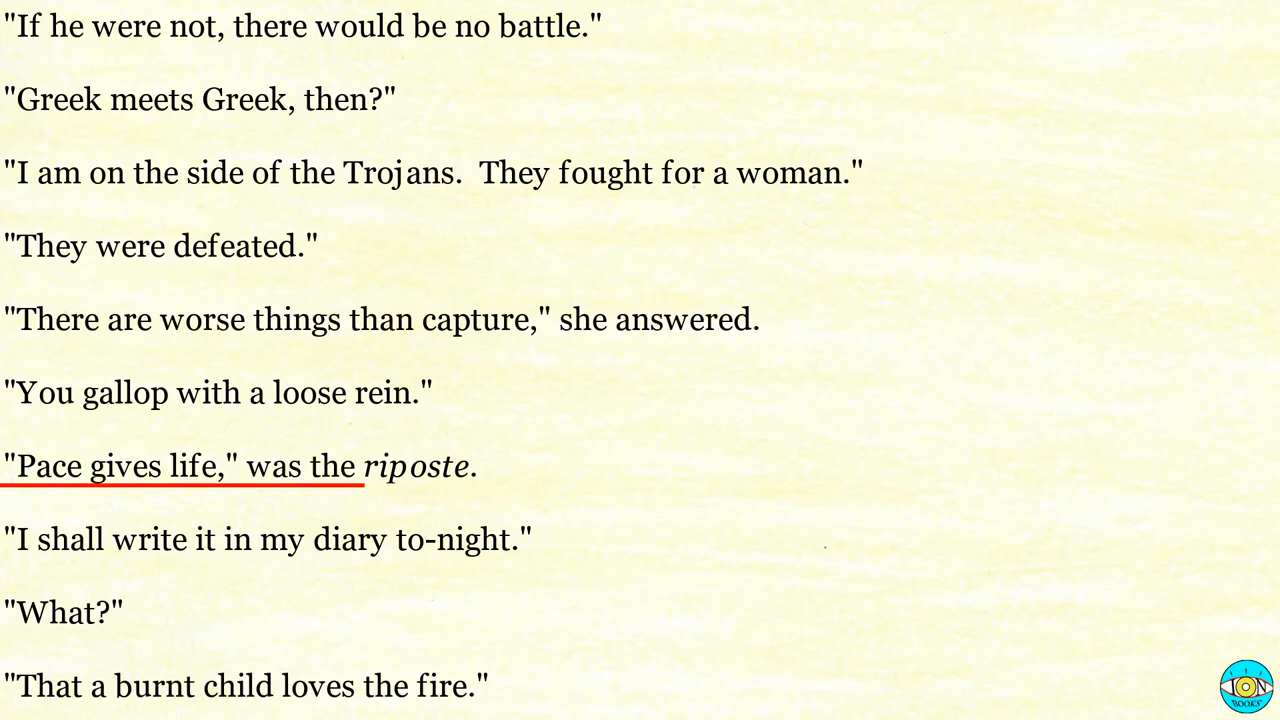 "If he were not, there would be no battle."
"Greek meets Greek, then?"
"I am on the side of the Trojans.  They fought for a woman."
"They were defeated."
"There are worse things than capture," she answered.
"You gallop with a loose rein."
"Pace gives life," was the riposte.
"I shall write it in my diary to-night."
"What?"
"That a burnt child loves the fire."
ION
BOOKS